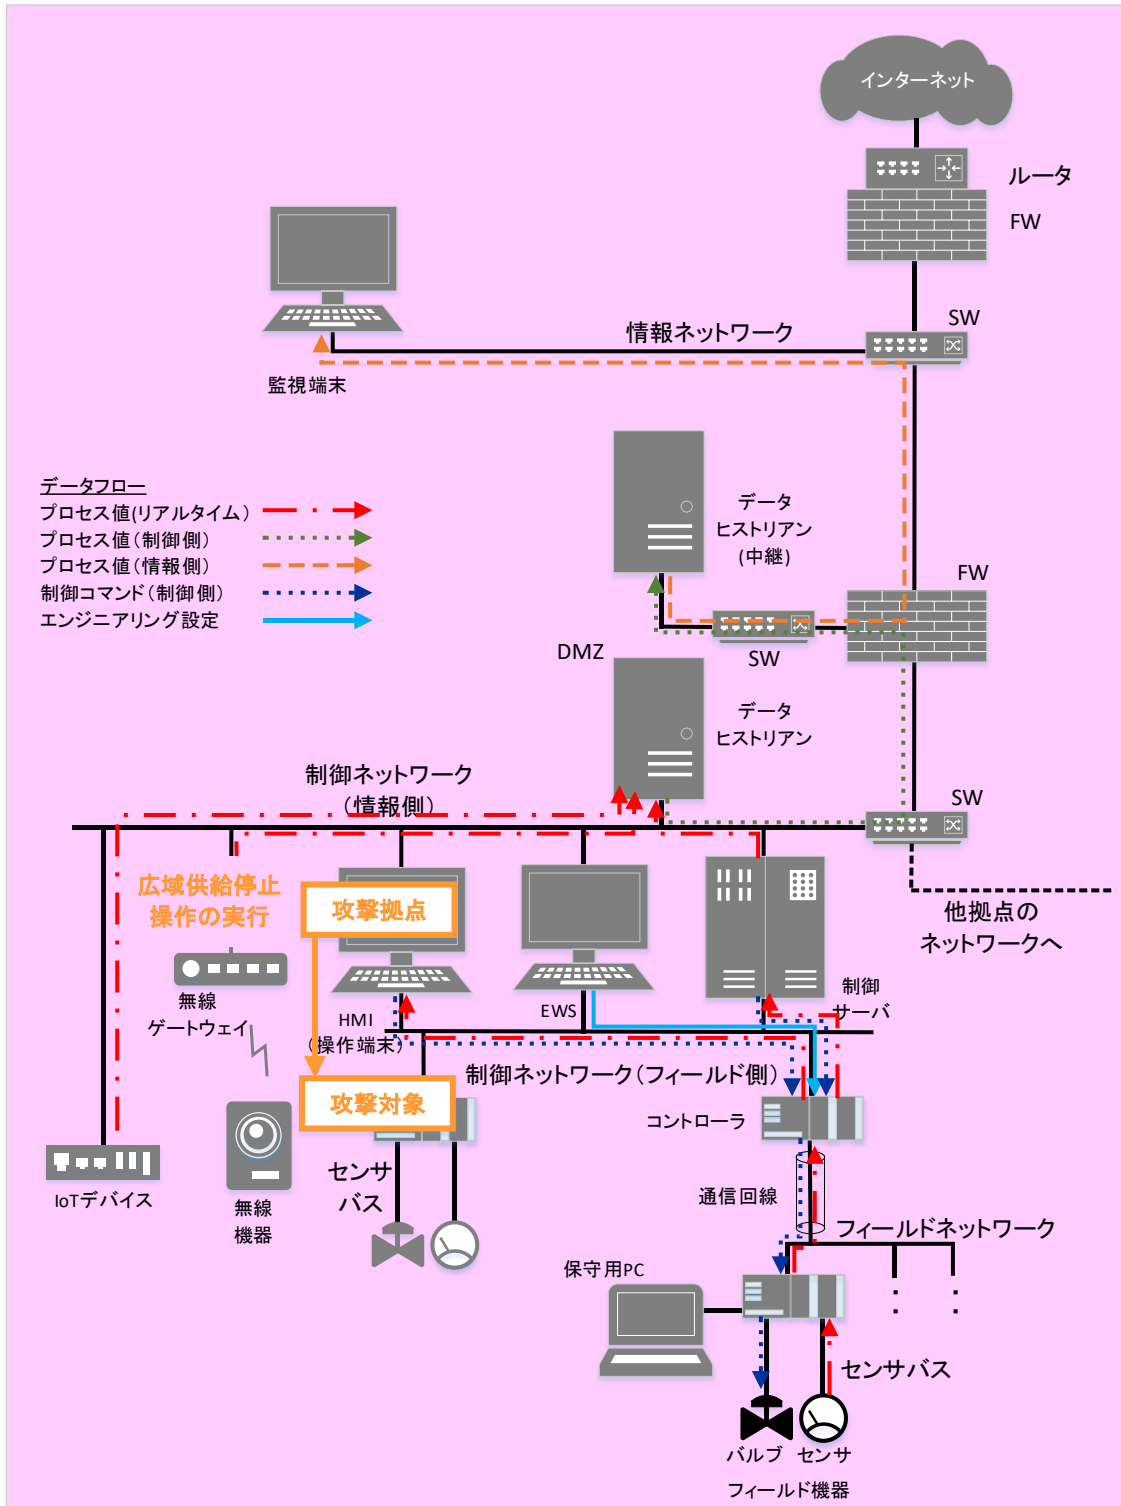 インターネット
ルータ
FW
SW
情報ネットワーク
監視端末
データフロー
プロセス値(リアルタイム)
プロセス値(制御側)
プロセス値(情報側)
制御コマンド(制御側)
エンジニアリング設定
データ
ヒストリアン
(中継)
FW
DMZ
SW
データ
ヒストリアン
制御ネットワーク
(情報側)
SW
他拠点の
ネットワークへ
広域供給停止
操作の実行
攻撃拠点
無線
ゲートウェイ
HMI
(操作端末)
EWS
制御
サーバ
制御ネットワーク(フィールド側)
攻撃対象
コントローラ
センサ
バス
IoTデバイス
無線
機器
通信回線
フィールドネットワーク
保守用PC
センサバス
バルブ センサ
フィールド機器